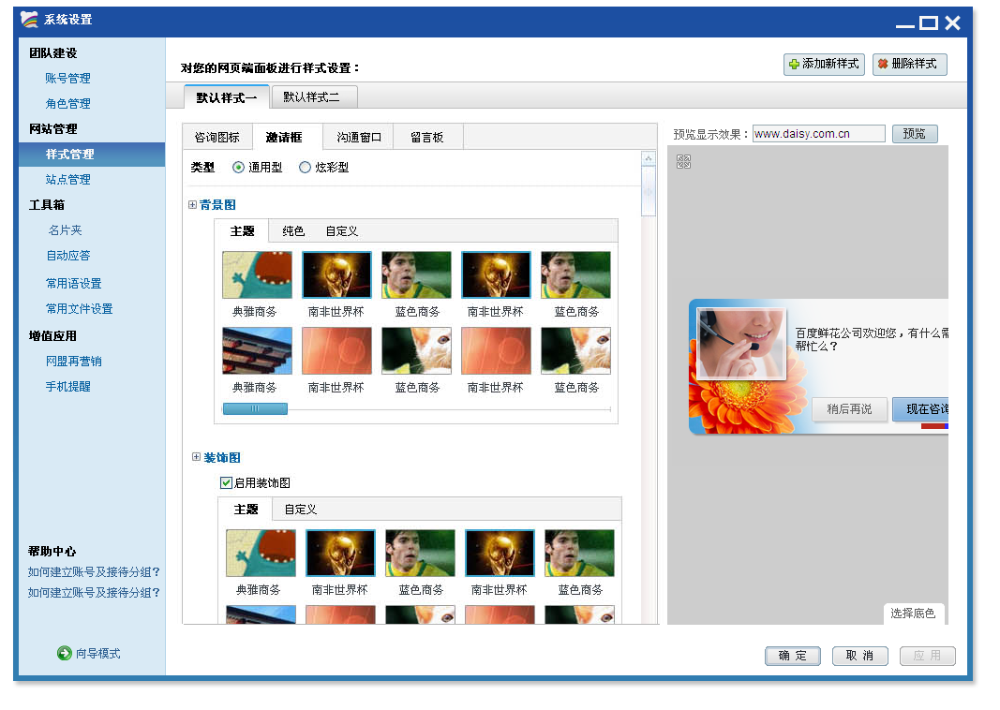 系统设置
团队建设
账号管理
角色管理
网站管理
样式管理
站点管理
工具箱
名片夹
自动应答
常用语设置
常用文件设置
增值应用
网盟再营销
手机提醒
帮助中心
如何建立账号及接待分组?
如何建立账号及接待分组?
向导模式
对您的网页端面板进行样式设置：
添加新样式 删除样式
默认样式一 默认样式二
咨询图标 邀请框 沟通窗口 留言板
类型 通用型 炫彩型
背景图
主题 纯色 自定义
典雅商务 南非世界杯 蓝色商务 南非世界杯 蓝色商务
典雅商务 南非世界杯 蓝色商务 南非世界杯 蓝色商务
装饰图
启用装饰图
主题 自定义
典雅商务 南非世界杯 蓝色商务 南非世界杯 蓝色商务
预览显示效果： www.daisy.com.cn 预览
百度鲜花公司欢迎您，有什么需
帮忙么？
稍后再说 现在咨询
选择底色
确 定 取 消 应 用